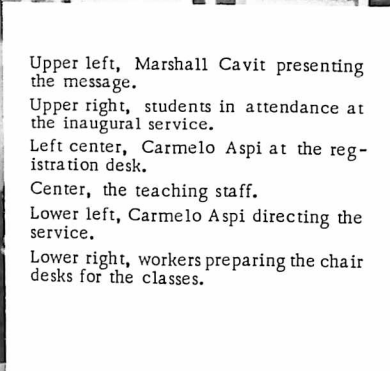 Upper left, Marshall Cavit presenting
the message.
Upper right, students in attendance at
the inaugural service.
Left center, Carmelo Aspi at the reg-
istration desk.
Center, the teaching staff.
Lower left, Carmelo Aspi directing the
service.
Lower right, workers preparing the chair
desks for the classes.